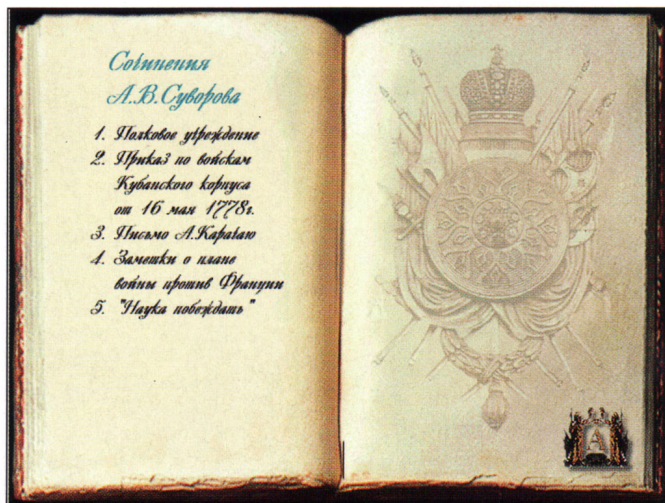 Сочинения
А.В.Суворова
1. Полковое учреждение
2. Приказ по войскам
Кубанского корпуса
от 16 мая 1778г.
3. Письмо А.Карачаю
4. Заметки о плане
войны против Франции
5. "Наука побеждать"
А